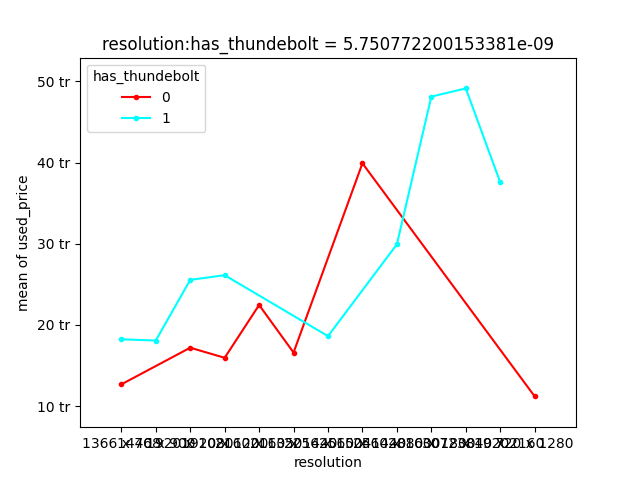 resolution:has_thundebolt = 5.750772200153381e-09
has_thundebolt
0
1
50 tr
40 tr
30 tr
20 tr
10 tr
mean of used_price
1280
resolution